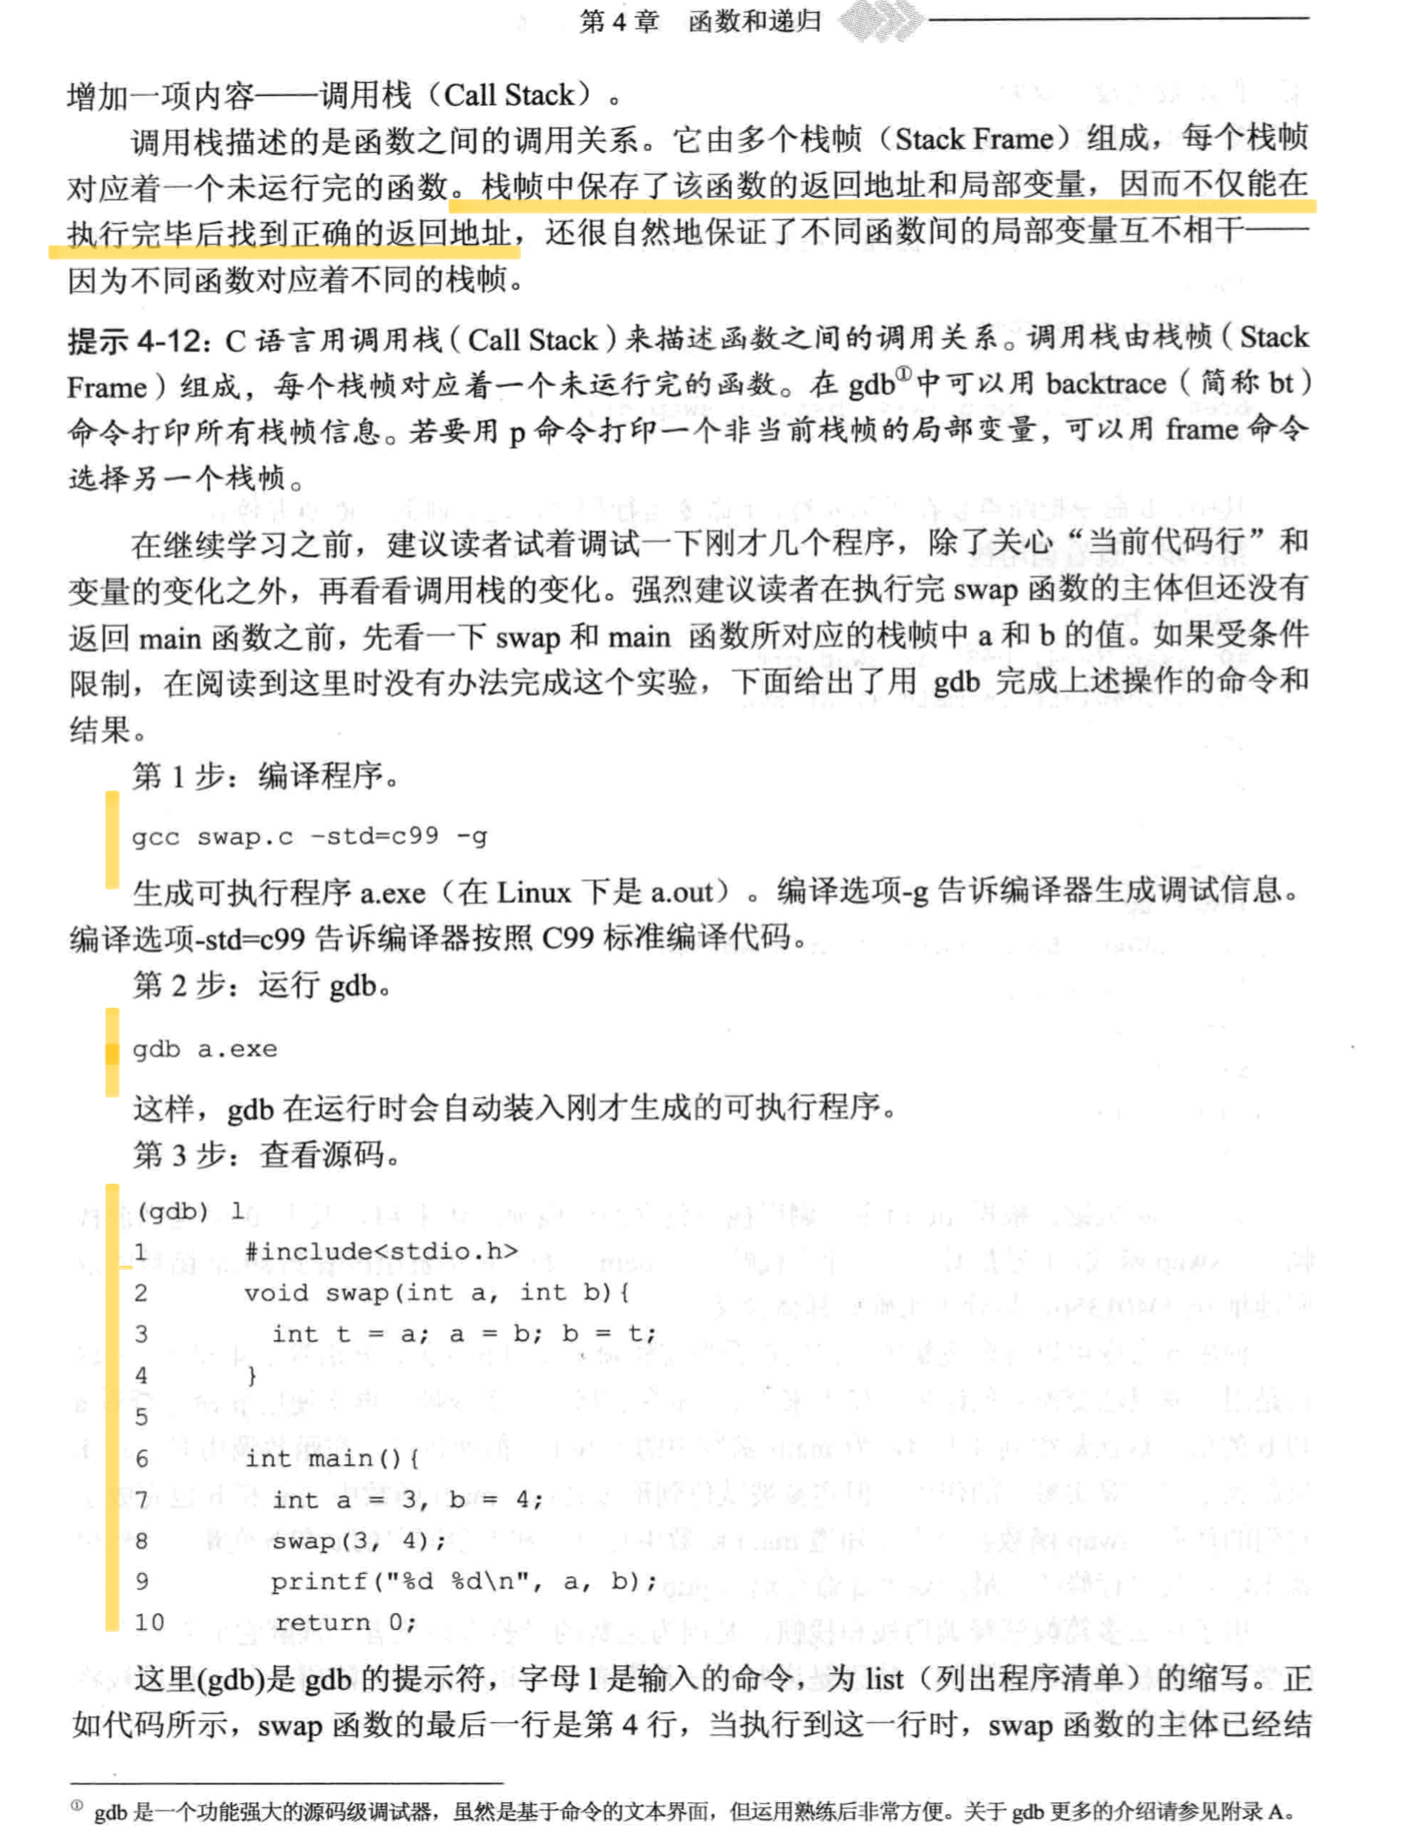 第 4 章 函数和递归
增加一项内容——调用栈（Call Stack）。
调用栈描述的是函数之间的调用关系。它由多个栈帧（Stack Frame）组成，每个栈帧
对应着一个未运行完的函数。栈帧中保存了该函数的返回地址和局部变量，因而不仅能在
执行完毕后找到正确的返回地址，还很自然地保证了不同函数间的局部变量互不相干——
因为不同函数对应着不同的栈帧。
提示 4-12：C 语言用调用栈（Call Stack）来描述函数之间的调用关系。调用栈由栈帧（Stack
Frame）组成，每个栈帧对应着一个未运行完的函数。在 gdb①中可以用 backtrace（简称 bt）
命令打印所有栈帧信息。若要用 p 命令打印一个非当前栈帧的局部变量，可以用 frame 命令
选择另一个栈帧。
在继续学习之前，建议读者试着调试一下刚才几个程序，除了关心“当前代码行”和
变量的变化之外，再看看调用栈的变化。强烈建议读者在执行完 swap 函数的主体但还没有
返回 main 函数之前，先看一下 swap 和 main 函数所对应的栈帧中 a 和 b 的值。如果受条件
限制，在阅读到这里时没有办法完成这个实验，下面给出了用 gdb 完成上述操作的命令和
结果。
第 1 步：编译程序。
gcc swap.c -std=c99 -g
生成可执行程序 a.exe（在 Linux 下是 a.out）。编译选项-g 告诉编译器生成调试信息。
编译选项-std=c99 告诉编译器按照 C99 标准编译代码。
第 2 步：运行 gdb。
gdb a.exe
这样，gdb 在运行时会自动装入刚才生成的可执行程序。
第 3 步：查看源码。
(gdb) l
1 #include<stdio.h>
2 void swap(int a, int b){
3 int t = a; a = b; b = t;
4 }
5
6 int main(){
7 int a = 3, b = 4;
8 swap(3, 4);
9 printf("%d %d\n", a, b);
10 return 0;
这里(gdb)是 gdb 的提示符，字母 l 是输入的命令，为 list（列出程序清单）的缩写。正
如代码所示，swap 函数的最后一行是第 4 行，当执行到这一行时，swap 函数的主体已经结
① gdb 是一个功能强大的源码级调试器，虽然是基于命令的文本界面，但运用熟练后非常方便。关于 gdb 更多的介绍请参见附录 A。